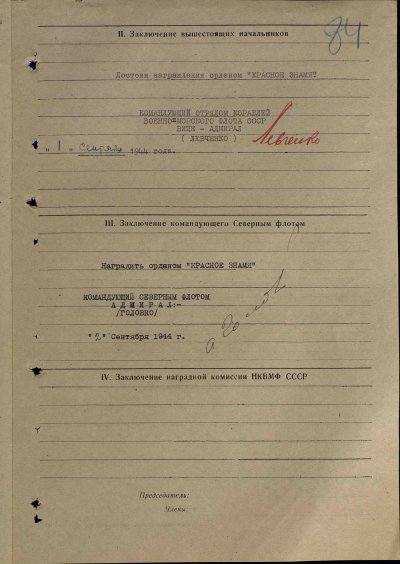 84
II. Заключение вышестоящих начальников
Достоин награждения орденом "КРАСНОЕ ЗНАМЯ"
КОМАНДУЮЩИЙ ОТРЯДОМ КОРАБЛЕЙ
ВОЕННО-МОРСКОГО ФЛОТА СССР
ВИЦЕ - АДМИРАЛ
( ЛЕВЧЕНКО )
Левченко
"1" Сентября 1944 года.
III. Заключение командующего Северным флотом
Наградить орденом "КРАСНОЕ ЗНАМЯ"
КОМАНДУЮЩИЙ СЕВЕРНЫМ ФЛОТОМ
А Д М И Р А Л :-
/ГОЛОВКО/
"2" Сентября 1944 г.
IV. Заключение наградной комиссии НКВМФ СССР
Председатель:
Члены: